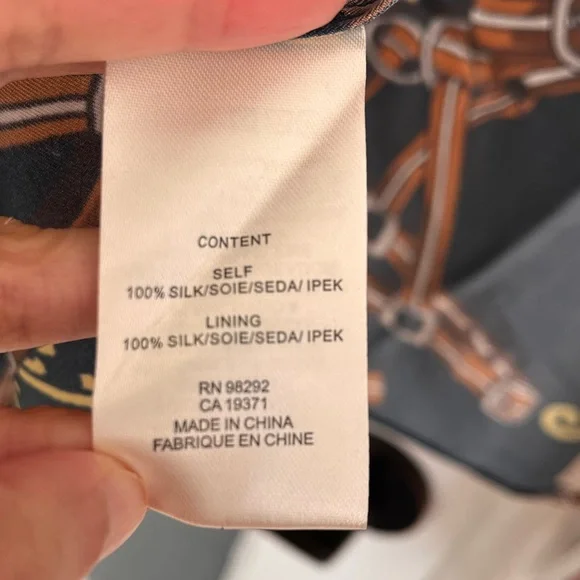 CONTENT
SELF
100% SILK/SOIE/SEDA/ IPEK
LINING
100% SILK/SOIE/SEDA/ IPEK
RN 98292
CA 19371
MADE IN CHINA
FABRIQUE EN CHINE